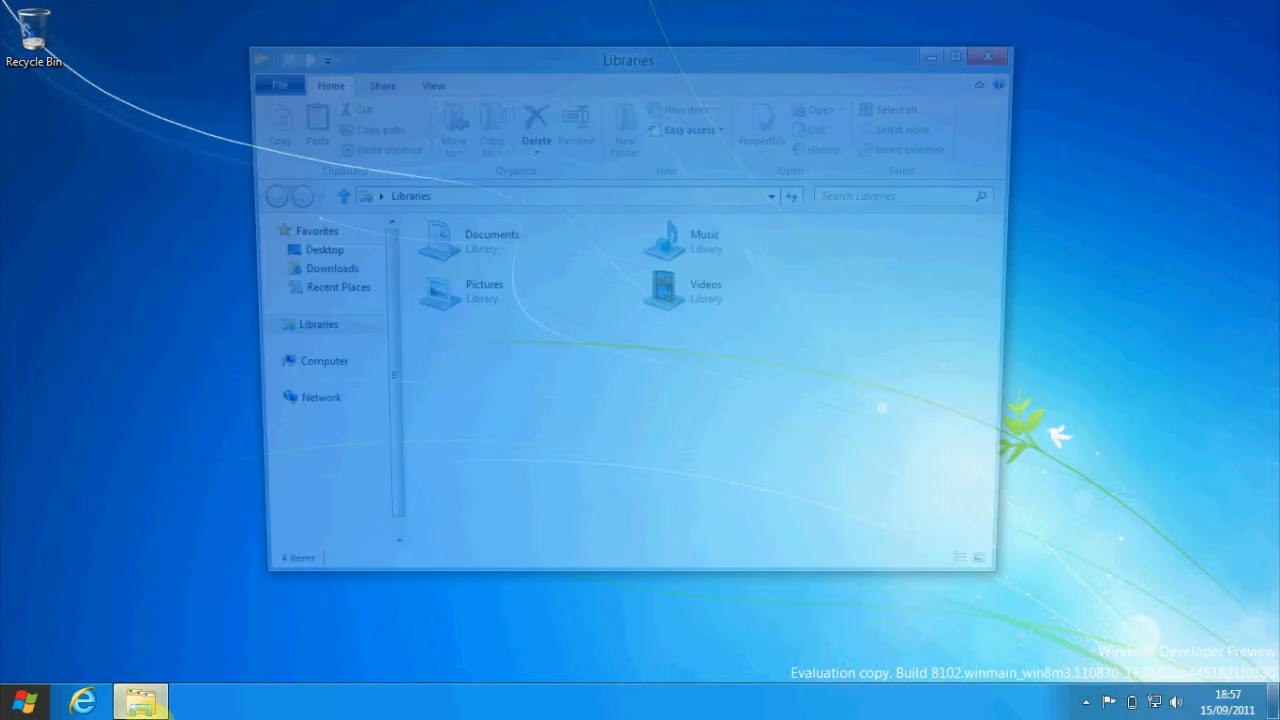 Recycle Bin
Libraries
File Home Share View
Copy
Paste
Cut
Copy path
Paste shortcut
Clipboard
Move to
Copy to
Delete
Rename
Organize
New folder
New item
Easy access
New
Properties
Open
Edit
History
Open
Select all
Select none
Invert selection
Select
Libraries
Search Libraries
Favorites
Desktop
Downloads
Recent Places
Libraries
Computer
Network
Documents
Library
Music
Library
Pictures
Library
Videos
Library
4 items
Windows Developer Preview
Evaluation copy. Build 8102.winmain_win8m3.110830-
18:57
15/09/2011